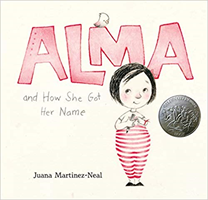 ALMA
and How She Got
Her Name
Juana Martinez-Neal